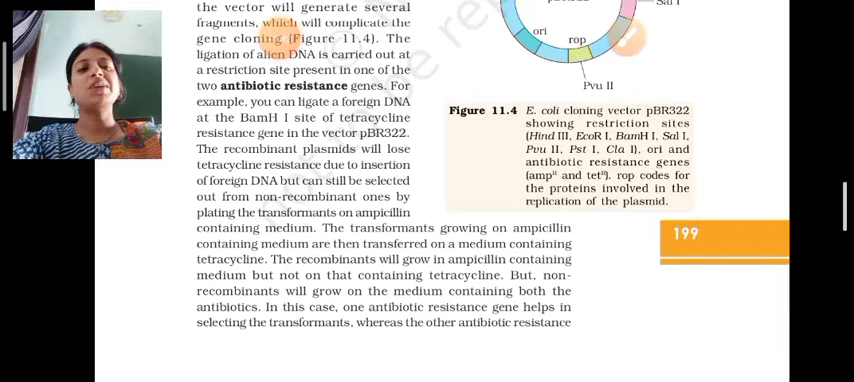 the vector will generate several
fragments, which will complicate the
gene cloning (Figure 11.4). The
ligation of alien DNA is carried out at
a restriction site present in one of the
two antibiotic resistance genes. For
example, you can ligate a foreign DNA
at the BamH I site of tetracycline
resistance gene in the vector pBR322.
The recombinant plasmids will lose
tetracycline resistance due to insertion
of foreign DNA but can still be selected
out from non-recombinant ones by
plating the transformants on ampicillin
containing medium. The transformants growing on ampicillin
containing medium are then transferred on a medium containing
tetracycline. The recombinants will grow in ampicillin containing
medium but not on that containing tetracycline. But, non-
recombinants will grow on the medium containing both the
antibiotics. In this case, one antibiotic resistance gene helps in
selecting the transformants, whereas the other antibiotic resistance
Sal I
ori
rop
Pvu II
Figure 11.4 E. coli cloning vector pBR322
showing restriction sites
(Hind III, EcoR I, BamH I, Sal I,
Pvu II, Pst I, Cla I), ori and
antibiotic resistance genes
(ampᴿ and tetᴿ). rop codes for
the proteins involved in the
replication of the plasmid.
199